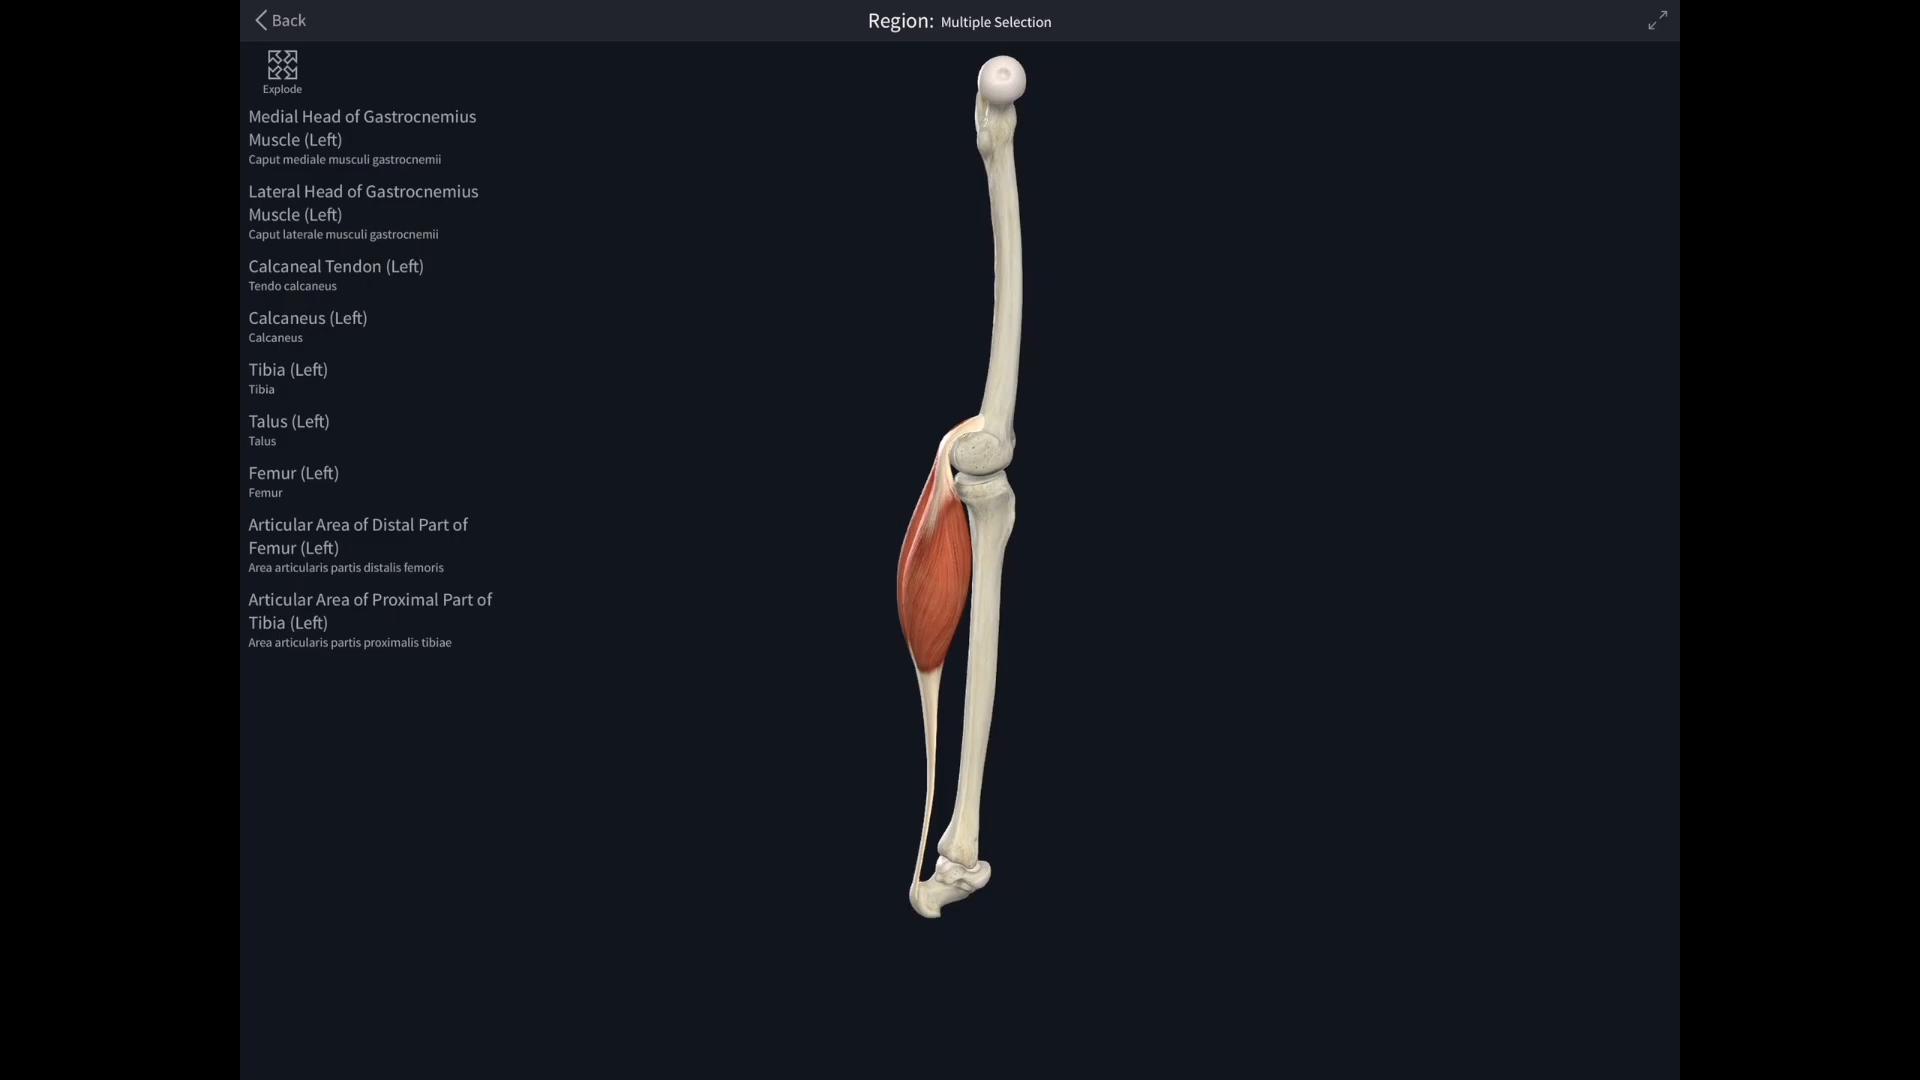 Back
Region: Multiple Selection
Explode
Medial Head of Gastrocnemius
Muscle (Left)
Caput mediale musculi gastrocnemii
Lateral Head of Gastrocnemius
Muscle (Left)
Caput laterale musculi gastrocnemii
Calcaneal Tendon (Left)
Tendo calcaneus
Calcaneus (Left)
Calcaneus
Tibia (Left)
Tibia
Talus (Left)
Talus
Femur (Left)
Femur
Articular Area of Distal Part of
Femur (Left)
Area articularis partis distalis femoris
Articular Area of Proximal Part of
Tibia (Left)
Area articularis partis proximalis tibiae